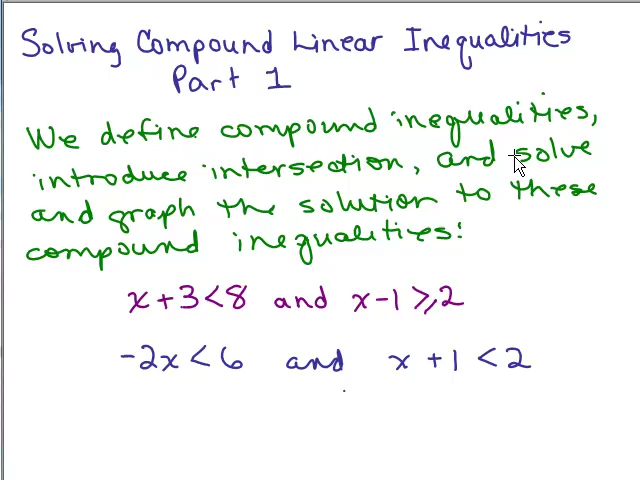 Solving Compound Linear Inequalities
Part 1
We define compound inequalities,
introduce intersection, and solve
and graph the solution to these
compound inequalities:
x+3<8 and x-1≥2
-2x<6 and x+1<2